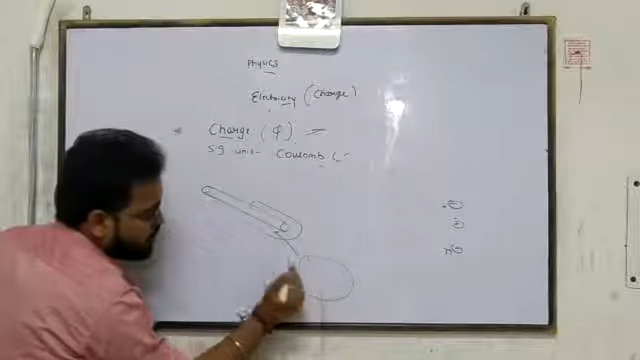 Physics
Electricity (Charge)
* Charge (q) =
S.g unit- Coulomb (